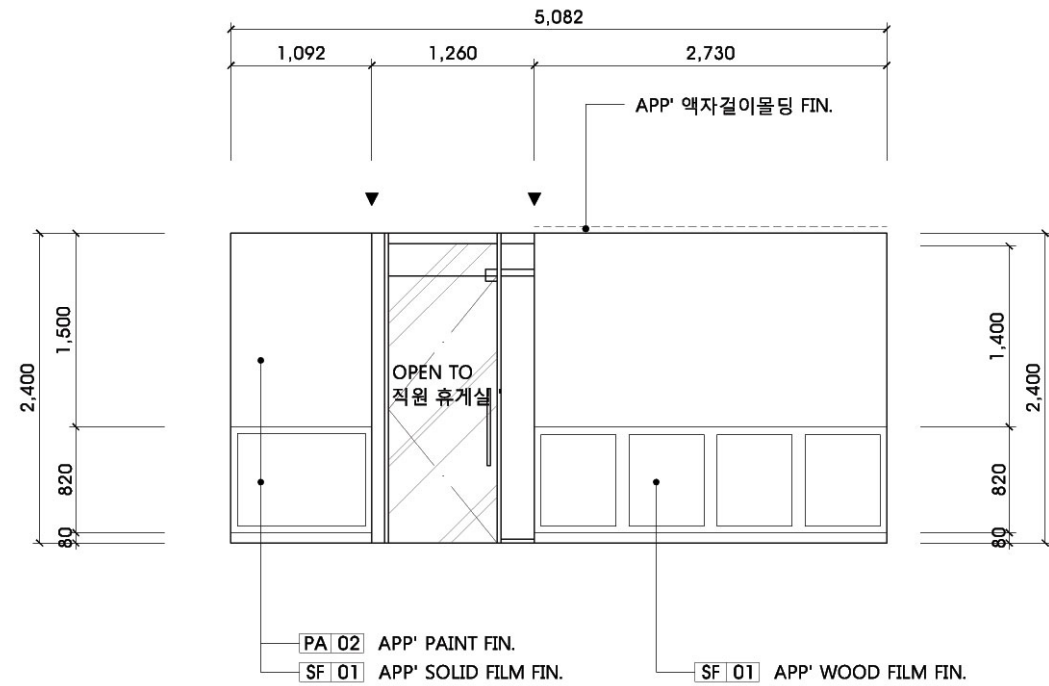 5,082
1,092
1,260
2,730
APP' 액자걸이몰딩 FIN.
2,400
1,500
820
80
OPEN TO
직원 휴게실 '
1,400
820
80
2,400
PA 02 APP' PAINT FIN.
SF 01 APP' SOLID FILM FIN.
SF 01 APP' WOOD FILM FIN.